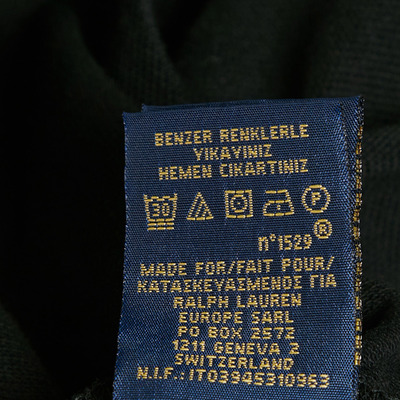 BENZER RENKLERLE
YIKAYINIZ
HEMEN CIKARTINIZ
30 P
n°1529 ®
MADE FOR/FAIT POUR/
ΚΑΤΑΣΚΕΥΑΣΜΕΝΟΣ ΓΙΑ
RALPH LAUREN
EUROPE SARL
PO BOX 2572
1211 GENEVA 2
SWITZERLAND
N.I.F.: IT03945310963